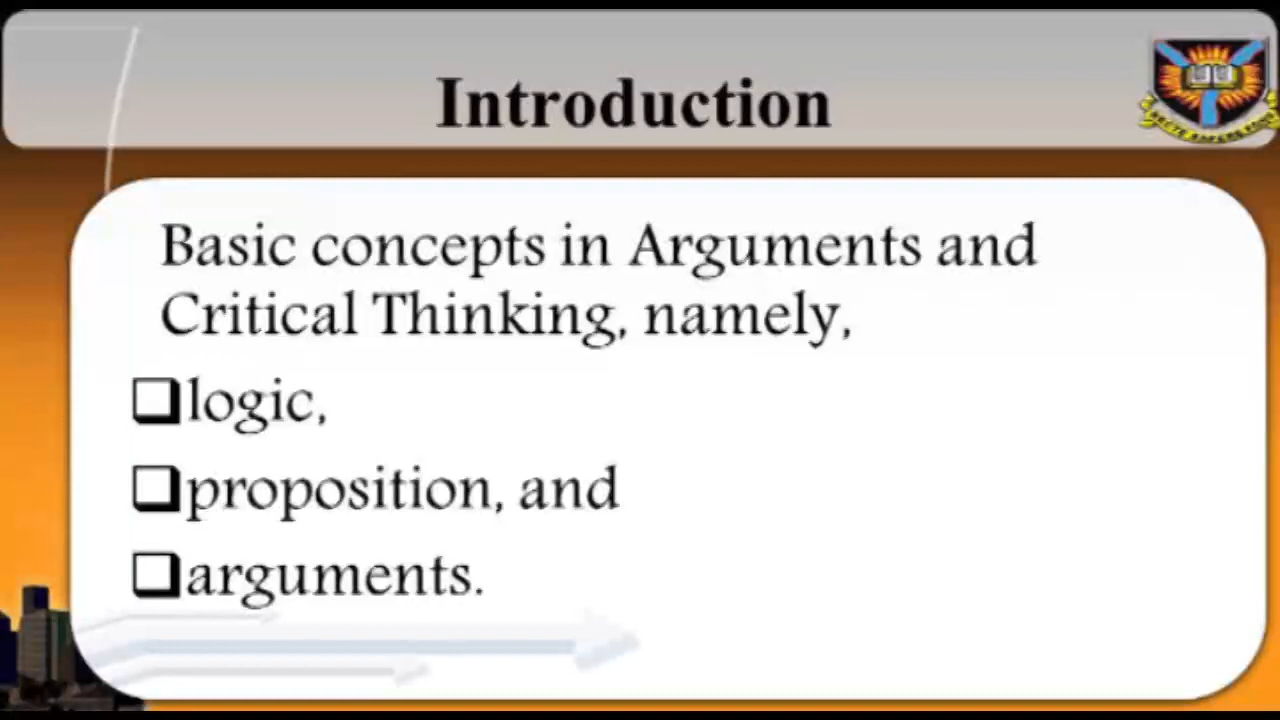 Introduction
Basic concepts in Arguments and
Critical Thinking, namely,
logic,
proposition, and
arguments.